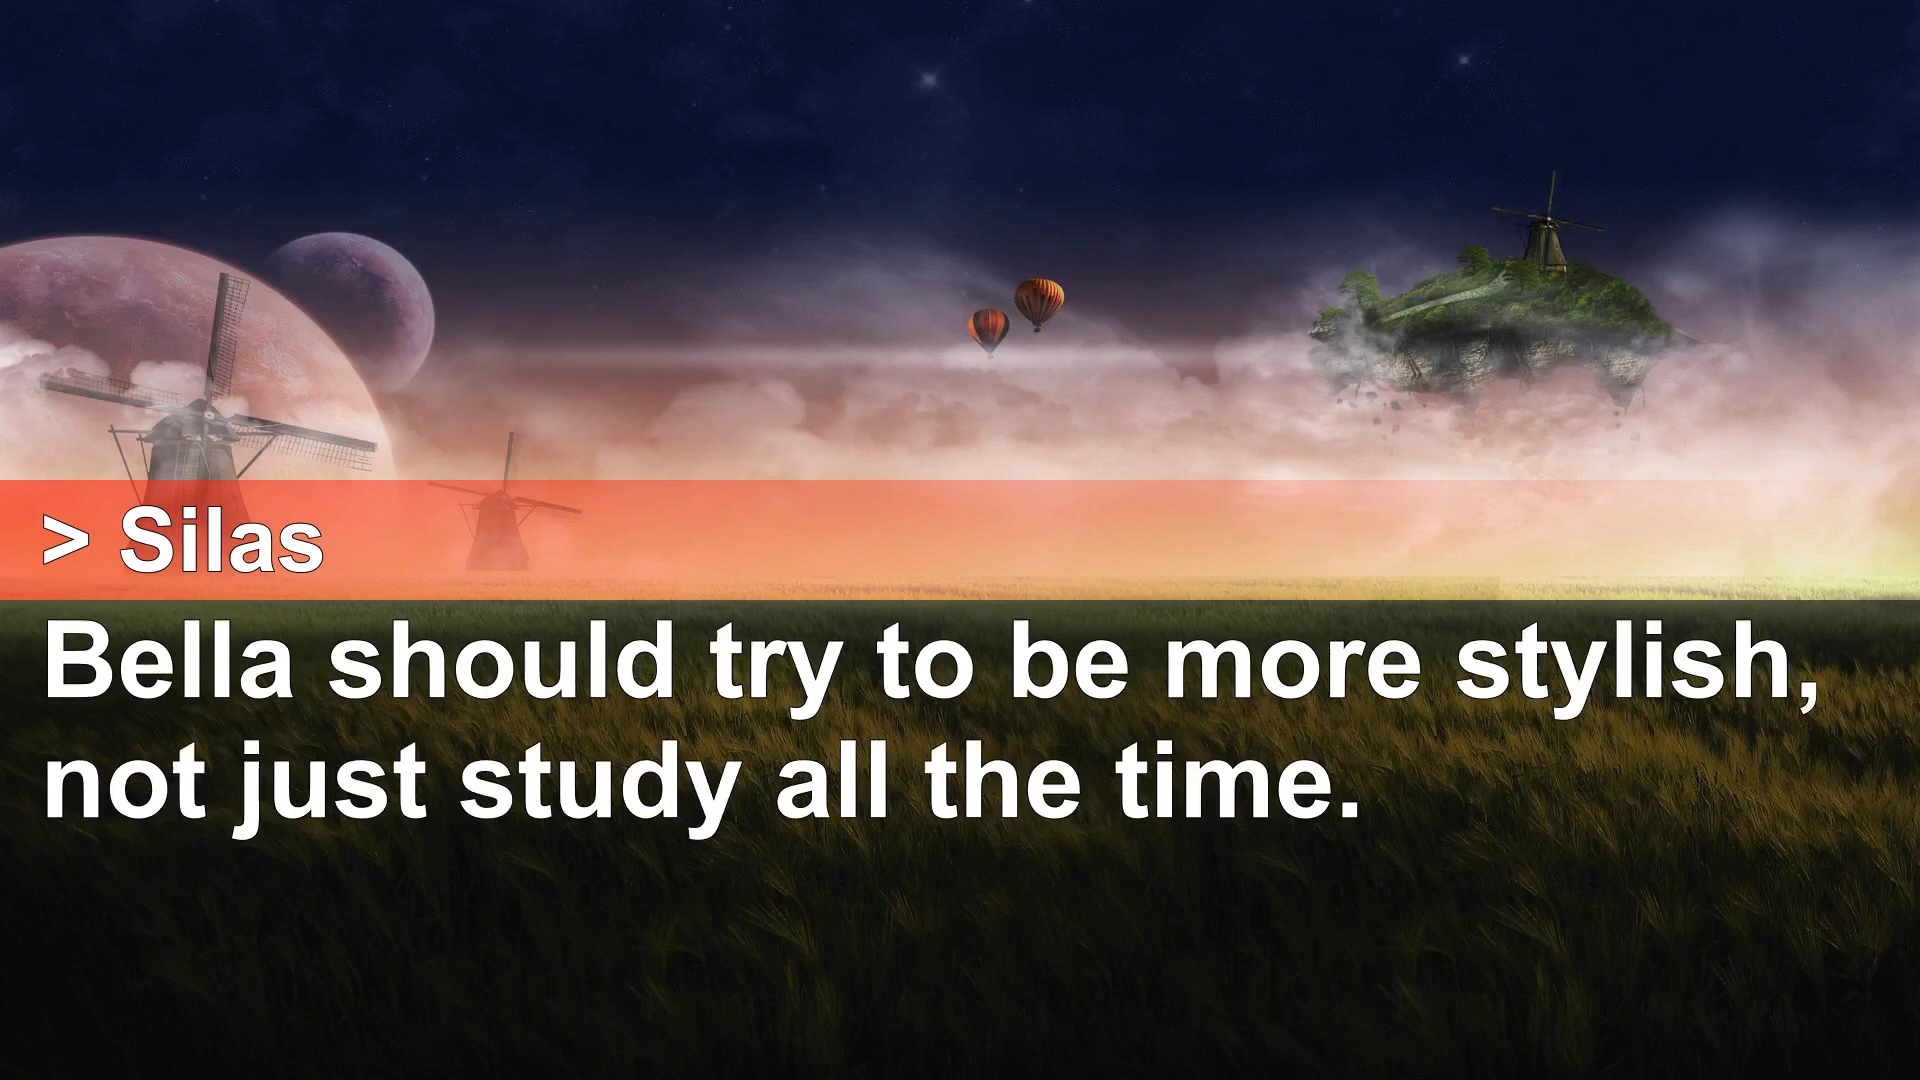 > Silas
Bella should try to be more stylish,
not just study all the time.